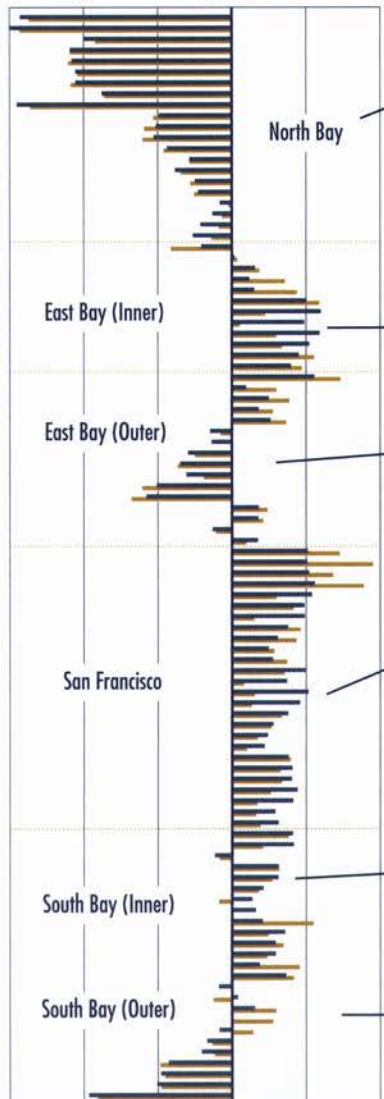 North Bay
East Bay (Inner)
East Bay (Outer)
San Francisco
South Bay (Inner)
South Bay (Outer)